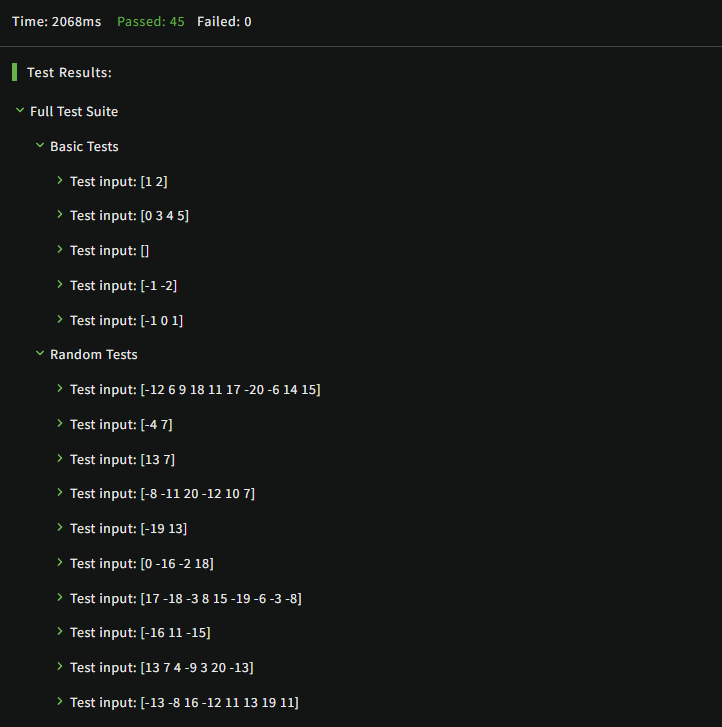 Time: 2068ms Passed: 45 Failed: 0
Test Results:
Full Test Suite
Basic Tests
Test input: [1 2]
Test input: [0 3 4 5]
Test input: []
Test input: [-1 -2]
Test input: [-1 0 1]
Random Tests
Test input: [-12 6 9 18 11 17 -20 -6 14 15]
Test input: [-4 7]
Test input: [13 7]
Test input: [-8 -11 20 -12 10 7]
Test input: [-19 13]
Test input: [0 -16 -2 18]
Test input: [17 -18 -3 8 15 -19 -6 -3 -8]
Test input: [-16 11 -15]
Test input: [13 7 4 -9 3 20 -13]
Test input: [-13 -8 16 -12 11 13 19 11]